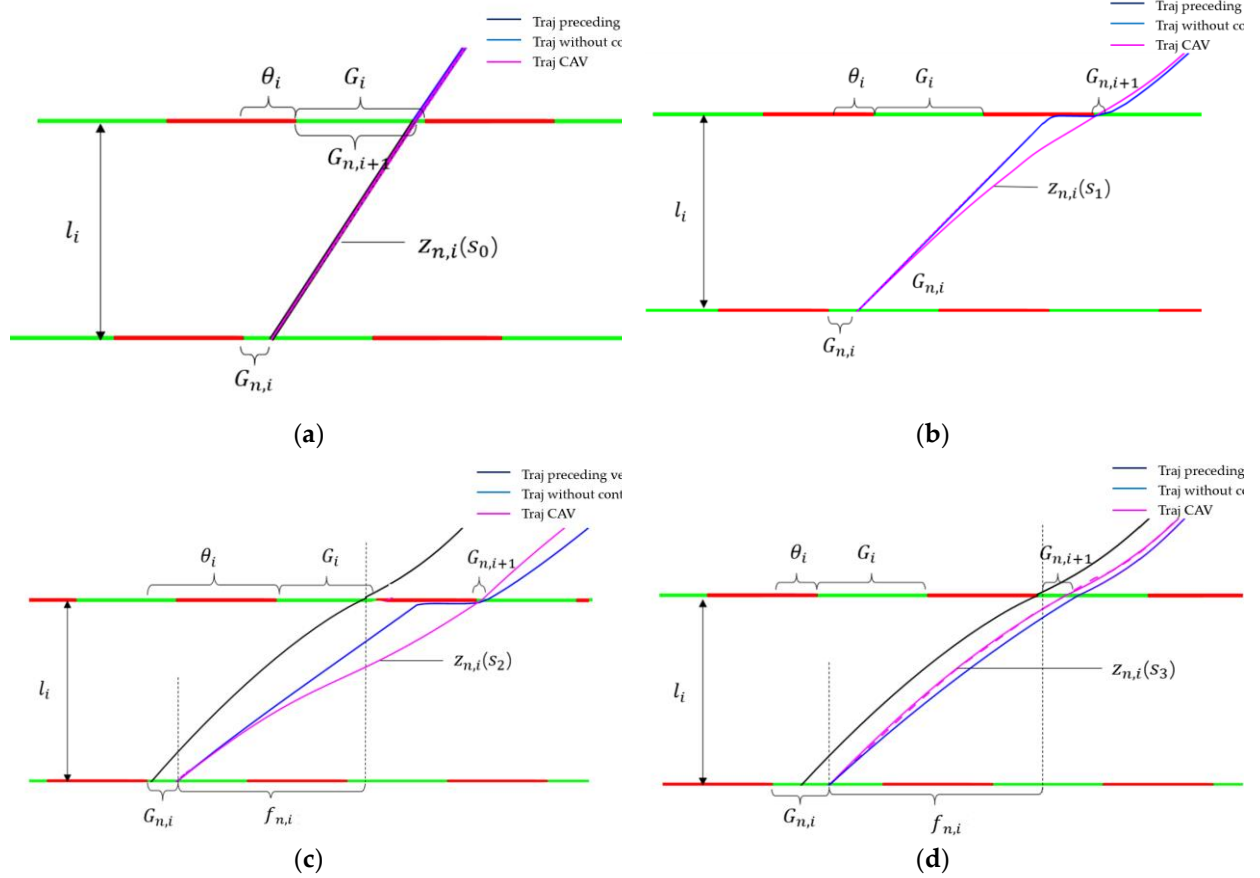 Traj preceding
Traj without co
Traj CAV
θᵢ
Gᵢ
Gₙ,ᵢ₊₁
lᵢ
zₙ,ᵢ(s₀)
Gₙ,ᵢ
(a)
Traj preceding
Traj without co
Traj CAV
θᵢ
Gᵢ
Gₙ,ᵢ₊₁
lᵢ
zₙ,ᵢ(s₁)
Gₙ,ᵢ
Gₙ,ᵢ
(b)
Traj preceding ve
Traj without cont
Traj CAV
θᵢ
Gᵢ
Gₙ,ᵢ₊₁
lᵢ
zₙ,ᵢ(s₂)
Gₙ,ᵢ
fₙ,ᵢ
(c)
Traj preceding
Traj without co
Traj CAV
θᵢ
Gᵢ
Gₙ,ᵢ₊₁
lᵢ
zₙ,ᵢ(s₃)
Gₙ,ᵢ
fₙ,ᵢ
(d)